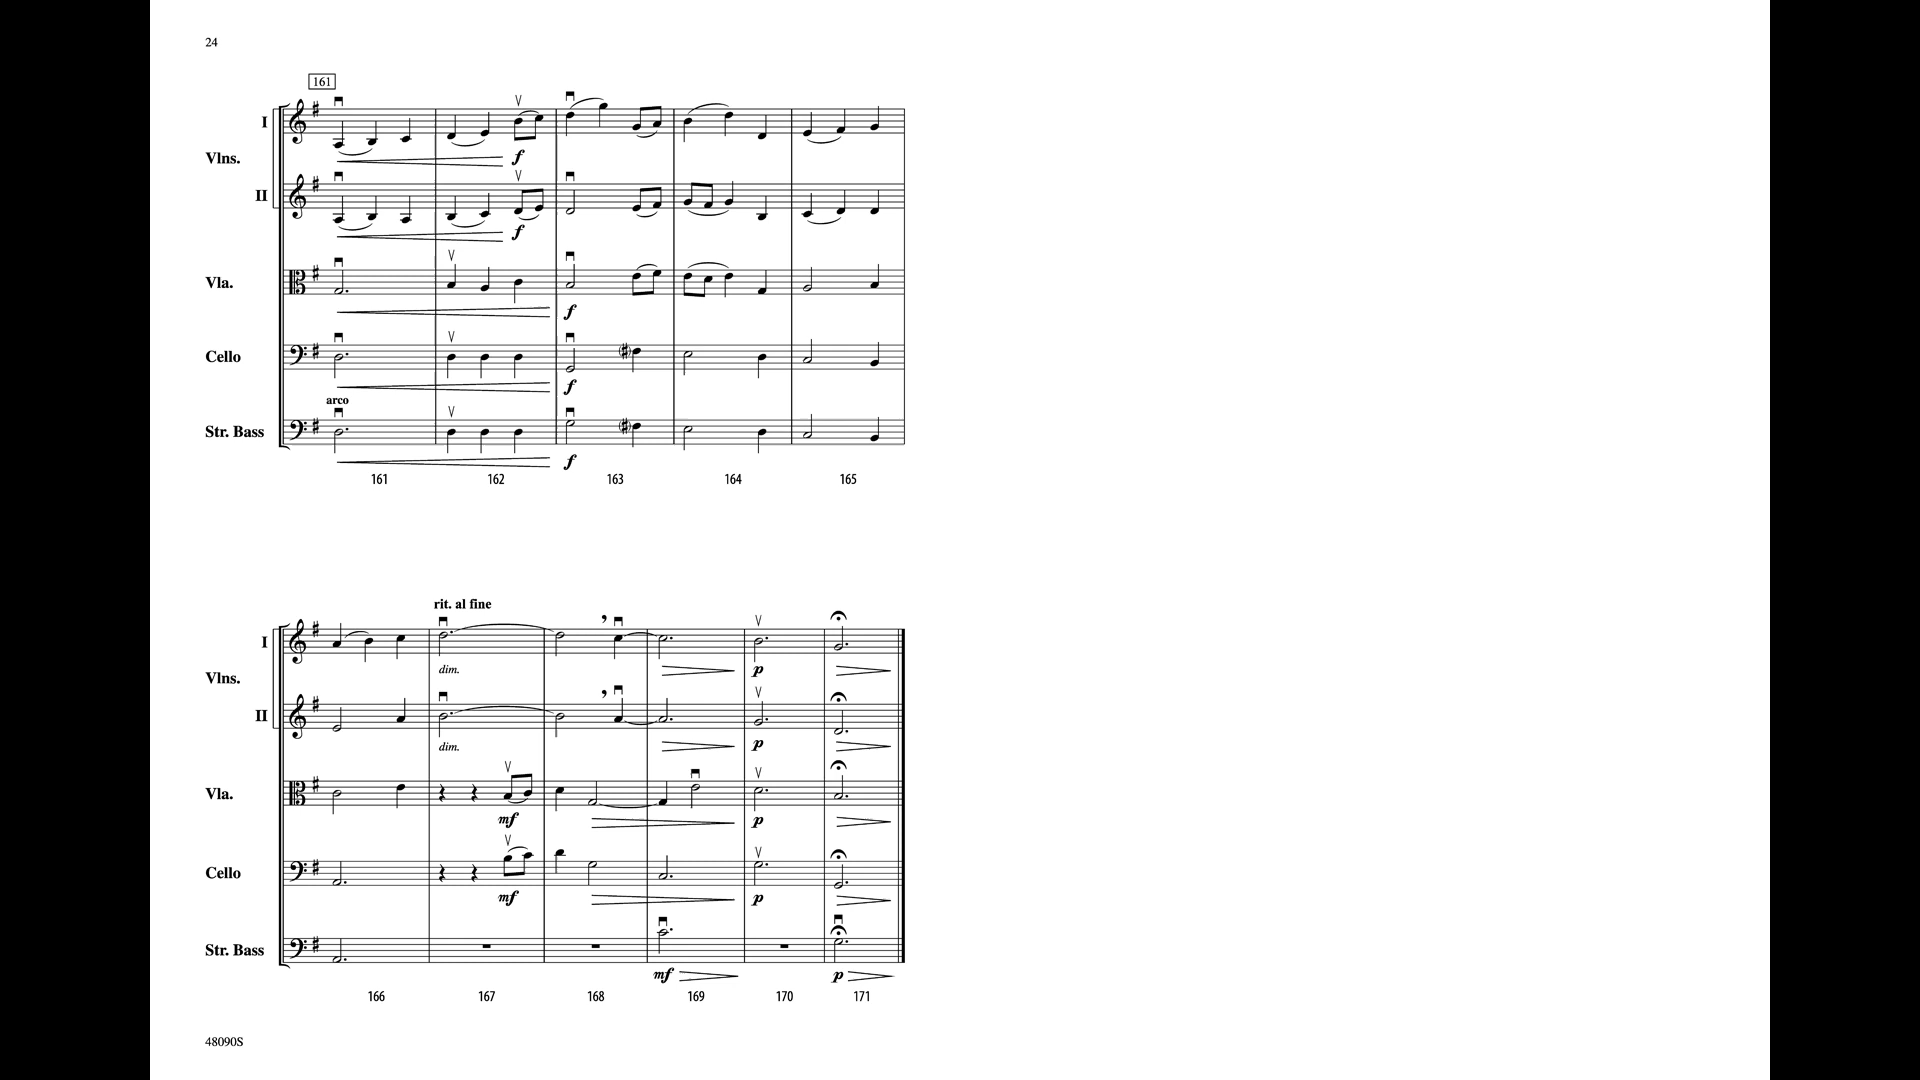 24
161
I
Vlns.
f
II
f
Vla.
f
Cello
f
arco
Str. Bass
f
161 162 163 164 165
rit. al fine
I
dim. p
Vlns.
II
dim. p
Vla.
mf p
Cello
mf p
Str. Bass
mf p
166 167 168 169 170 171
48090S